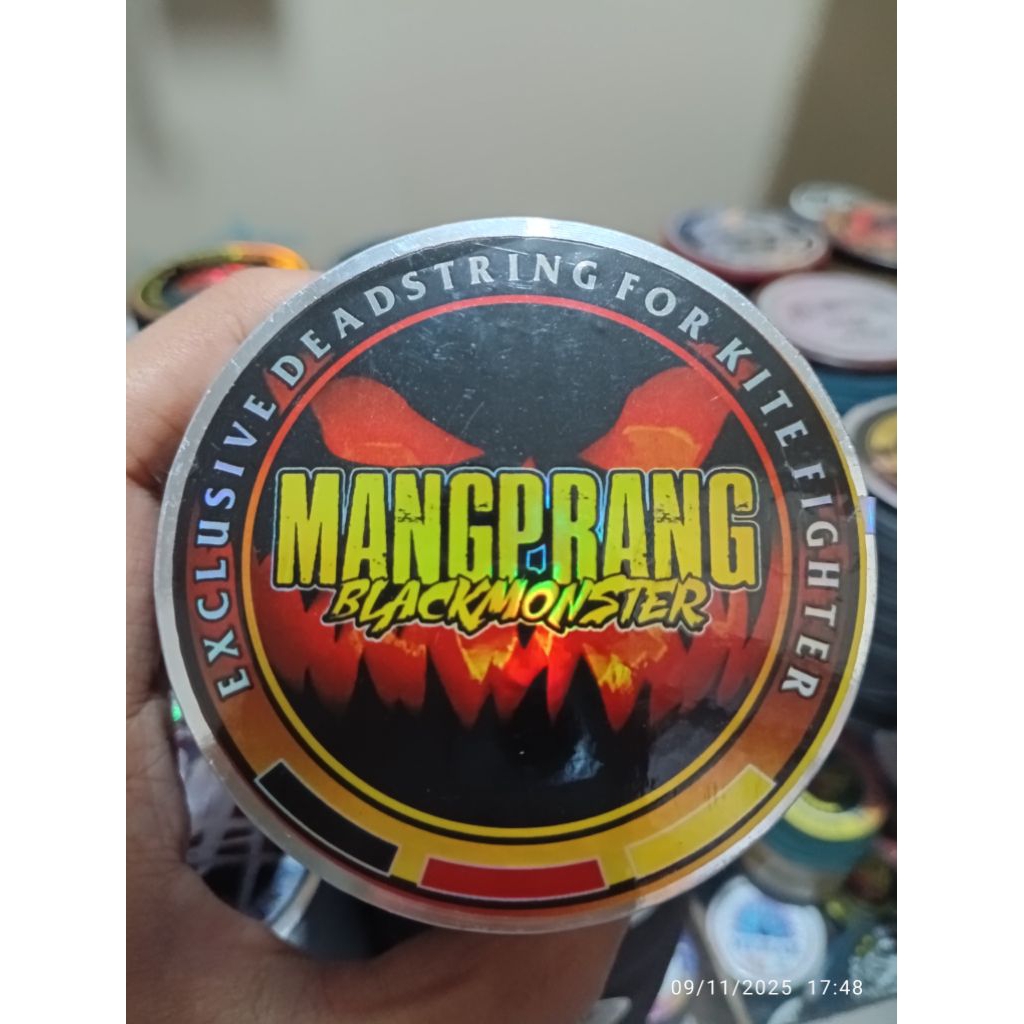 EXCLUSIVE DEADSTRING FOR KITE FIGHTER
MANGPRANG
BLACKMONSTER
09/11/2025 17:48